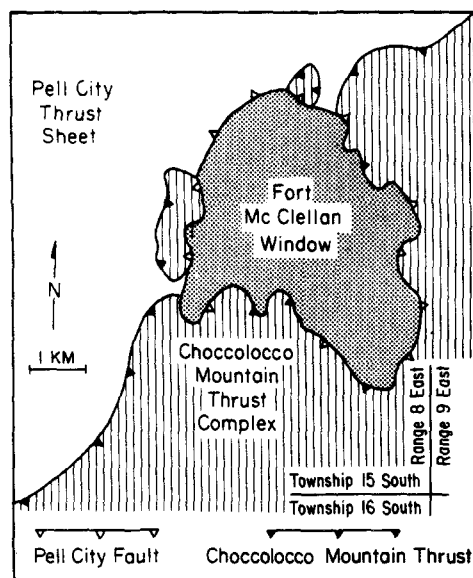 Pell City
Thrust
Sheet
Fort
Mc Clellan
Window
N
1 KM
Choccolocco
Mountain
Thrust
Complex
Range 8 East
Range 9 East
Township 15 South
Township 16 South
Pell City Fault
Choccolocco Mountain Thrust